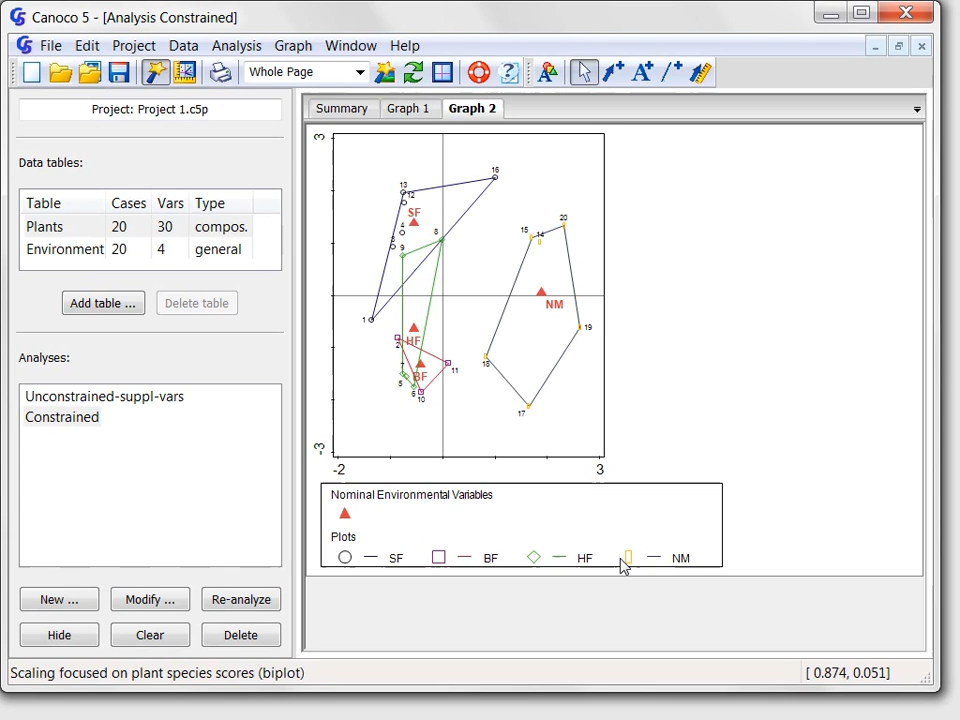 Canoco 5 - [Analysis Constrained]
File Edit Project Data Analysis Graph Window Help
Whole Page
Project: Project 1.c5p
Data tables:
Table Cases Vars Type
Plants 20 30 compos.
Environment 20 4 general
Add table ... Delete table
Analyses:
Unconstrained-suppl-vars
Constrained
New ... Modify ... Re-analyze
Hide Clear Delete
Summary Graph 1 Graph 2
3
16
13
12
SF
4
8
3
9
20
15
14
NM
1
19
2
HF
18
11
7
BF
5
6
10
17
-3
-2 3
Nominal Environmental Variables
Plots
SF BF HF NM
Scaling focused on plant species scores (biplot) [ 0.874, 0.051]